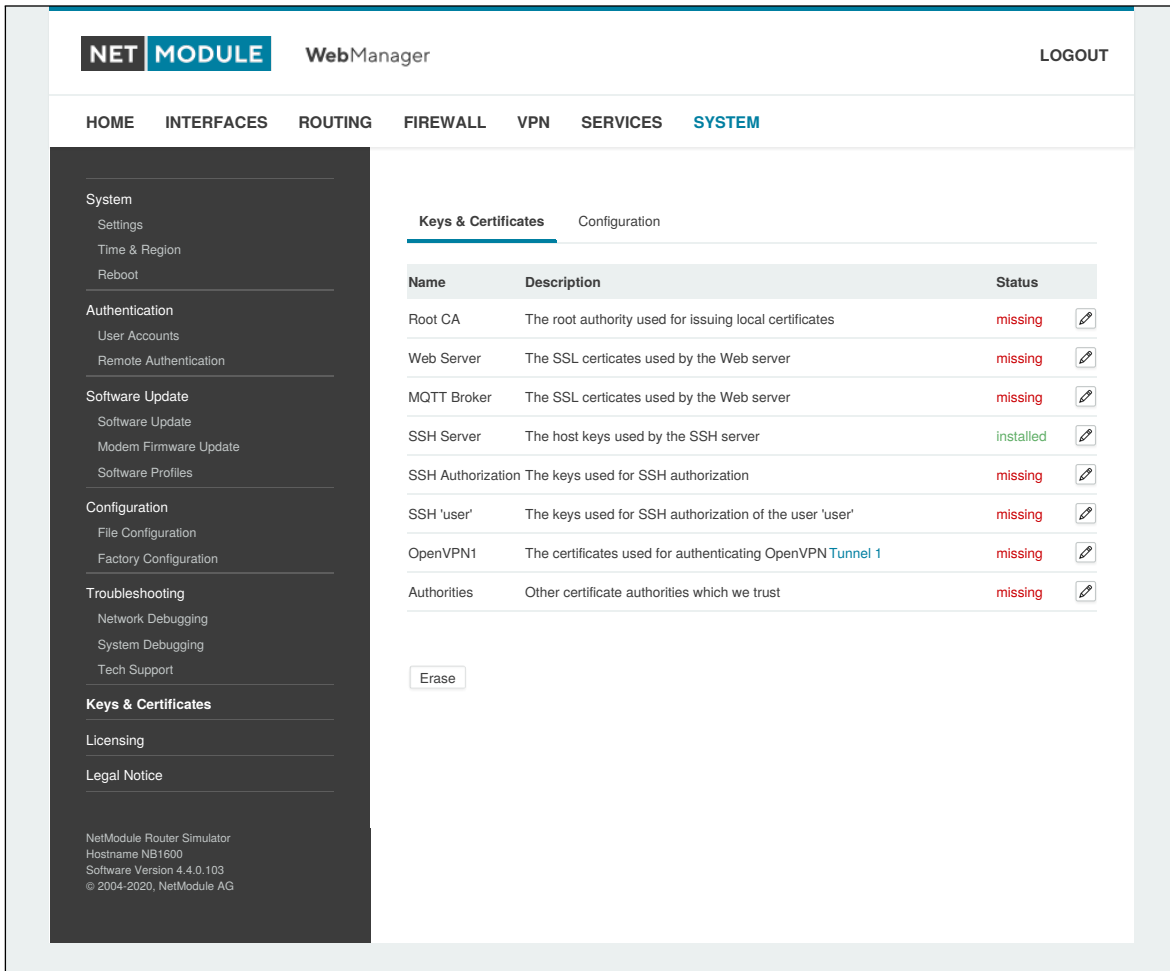 NET MODULE WebManager LOGOUT
HOME INTERFACES ROUTING FIREWALL VPN SERVICES SYSTEM
System
Settings
Time & Region
Reboot
Authentication
User Accounts
Remote Authentication
Software Update
Software Update
Modem Firmware Update
Software Profiles
Configuration
File Configuration
Factory Configuration
Troubleshooting
Network Debugging
System Debugging
Tech Support
Keys & Certificates
Licensing
Legal Notice
NetModule Router Simulator
Hostname NB1600
Software Version 4.4.0.103
© 2004-2020, NetModule AG
Keys & Certificates Configuration
Name Description Status
Root CA The root authority used for issuing local certificates missing
Web Server The SSL certicates used by the Web server missing
MQTT Broker The SSL certicates used by the Web server missing
SSH Server The host keys used by the SSH server installed
SSH Authorization The keys used for SSH authorization missing
SSH 'user' The keys used for SSH authorization of the user 'user' missing
OpenVPN1 The certificates used for authenticating OpenVPN Tunnel 1 missing
Authorities Other certificate authorities which we trust missing
Erase